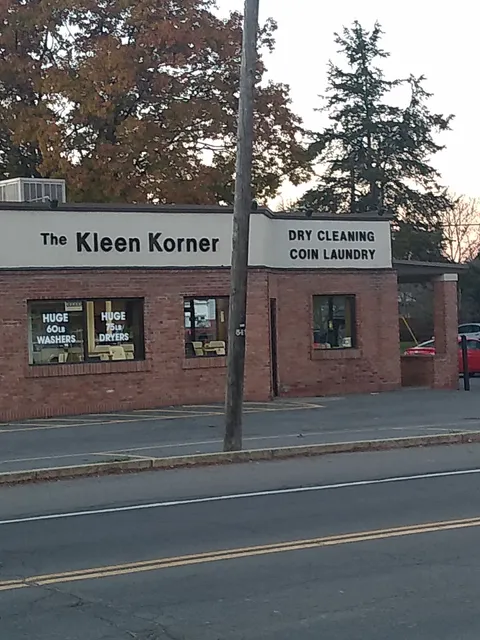 The Kleen Korner
DRY CLEANING
COIN LAUNDRY
HUGE
60LB
WASHERS
HUGE
75LB
DRYERS